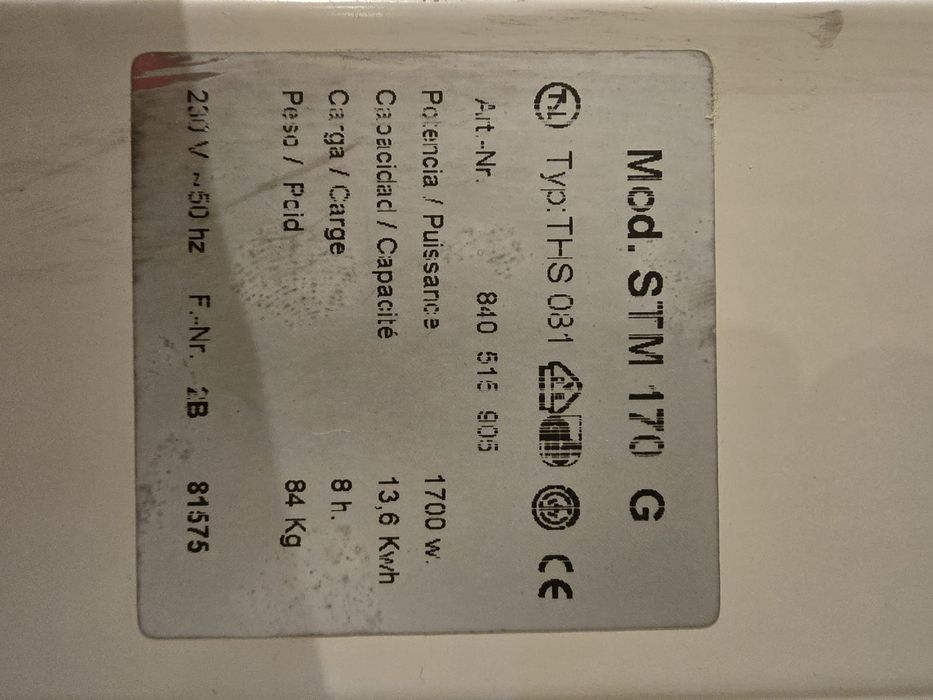 Mod. STM 170 G
Typ: THS 081 CE
Art.-Nr. 840 516 905
Potencia / Puissance 1700 w.
Capacidad / Capacité 13,6 Kwh
Carga / Carge 8 h.
Peso / Poid 84 Kg
230 V ~50 hz F.-Nr. 2B 81575